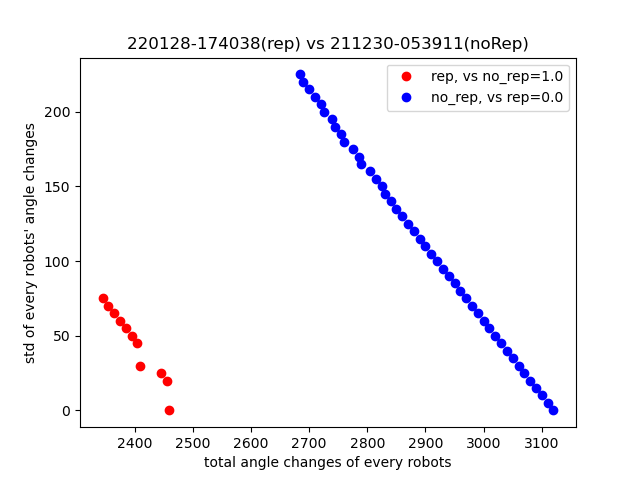 220128-174038(rep) vs 211230-053911(noRep)
rep, vs no_rep=1.0
no_rep, vs rep=0.0
std of every robots' angle changes
200
150
100
50
0
2400 2500 2600 2700 2800 2900 3000 3100
total angle changes of every robots